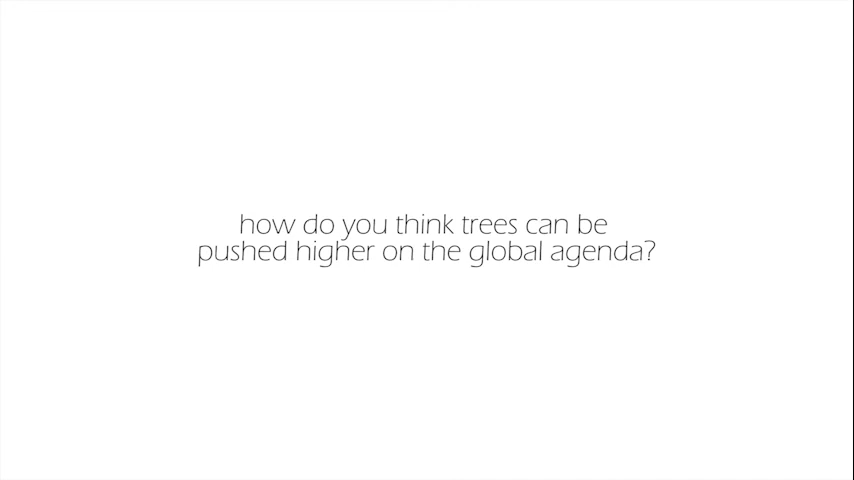 how do you think trees can be
pushed higher on the global agenda?